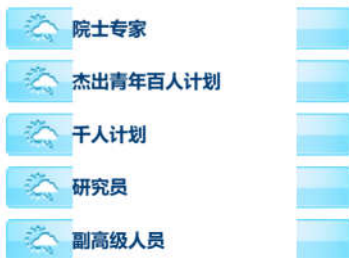 院士专家
杰出青年百人计划
千人计划
研究员
副高级人员